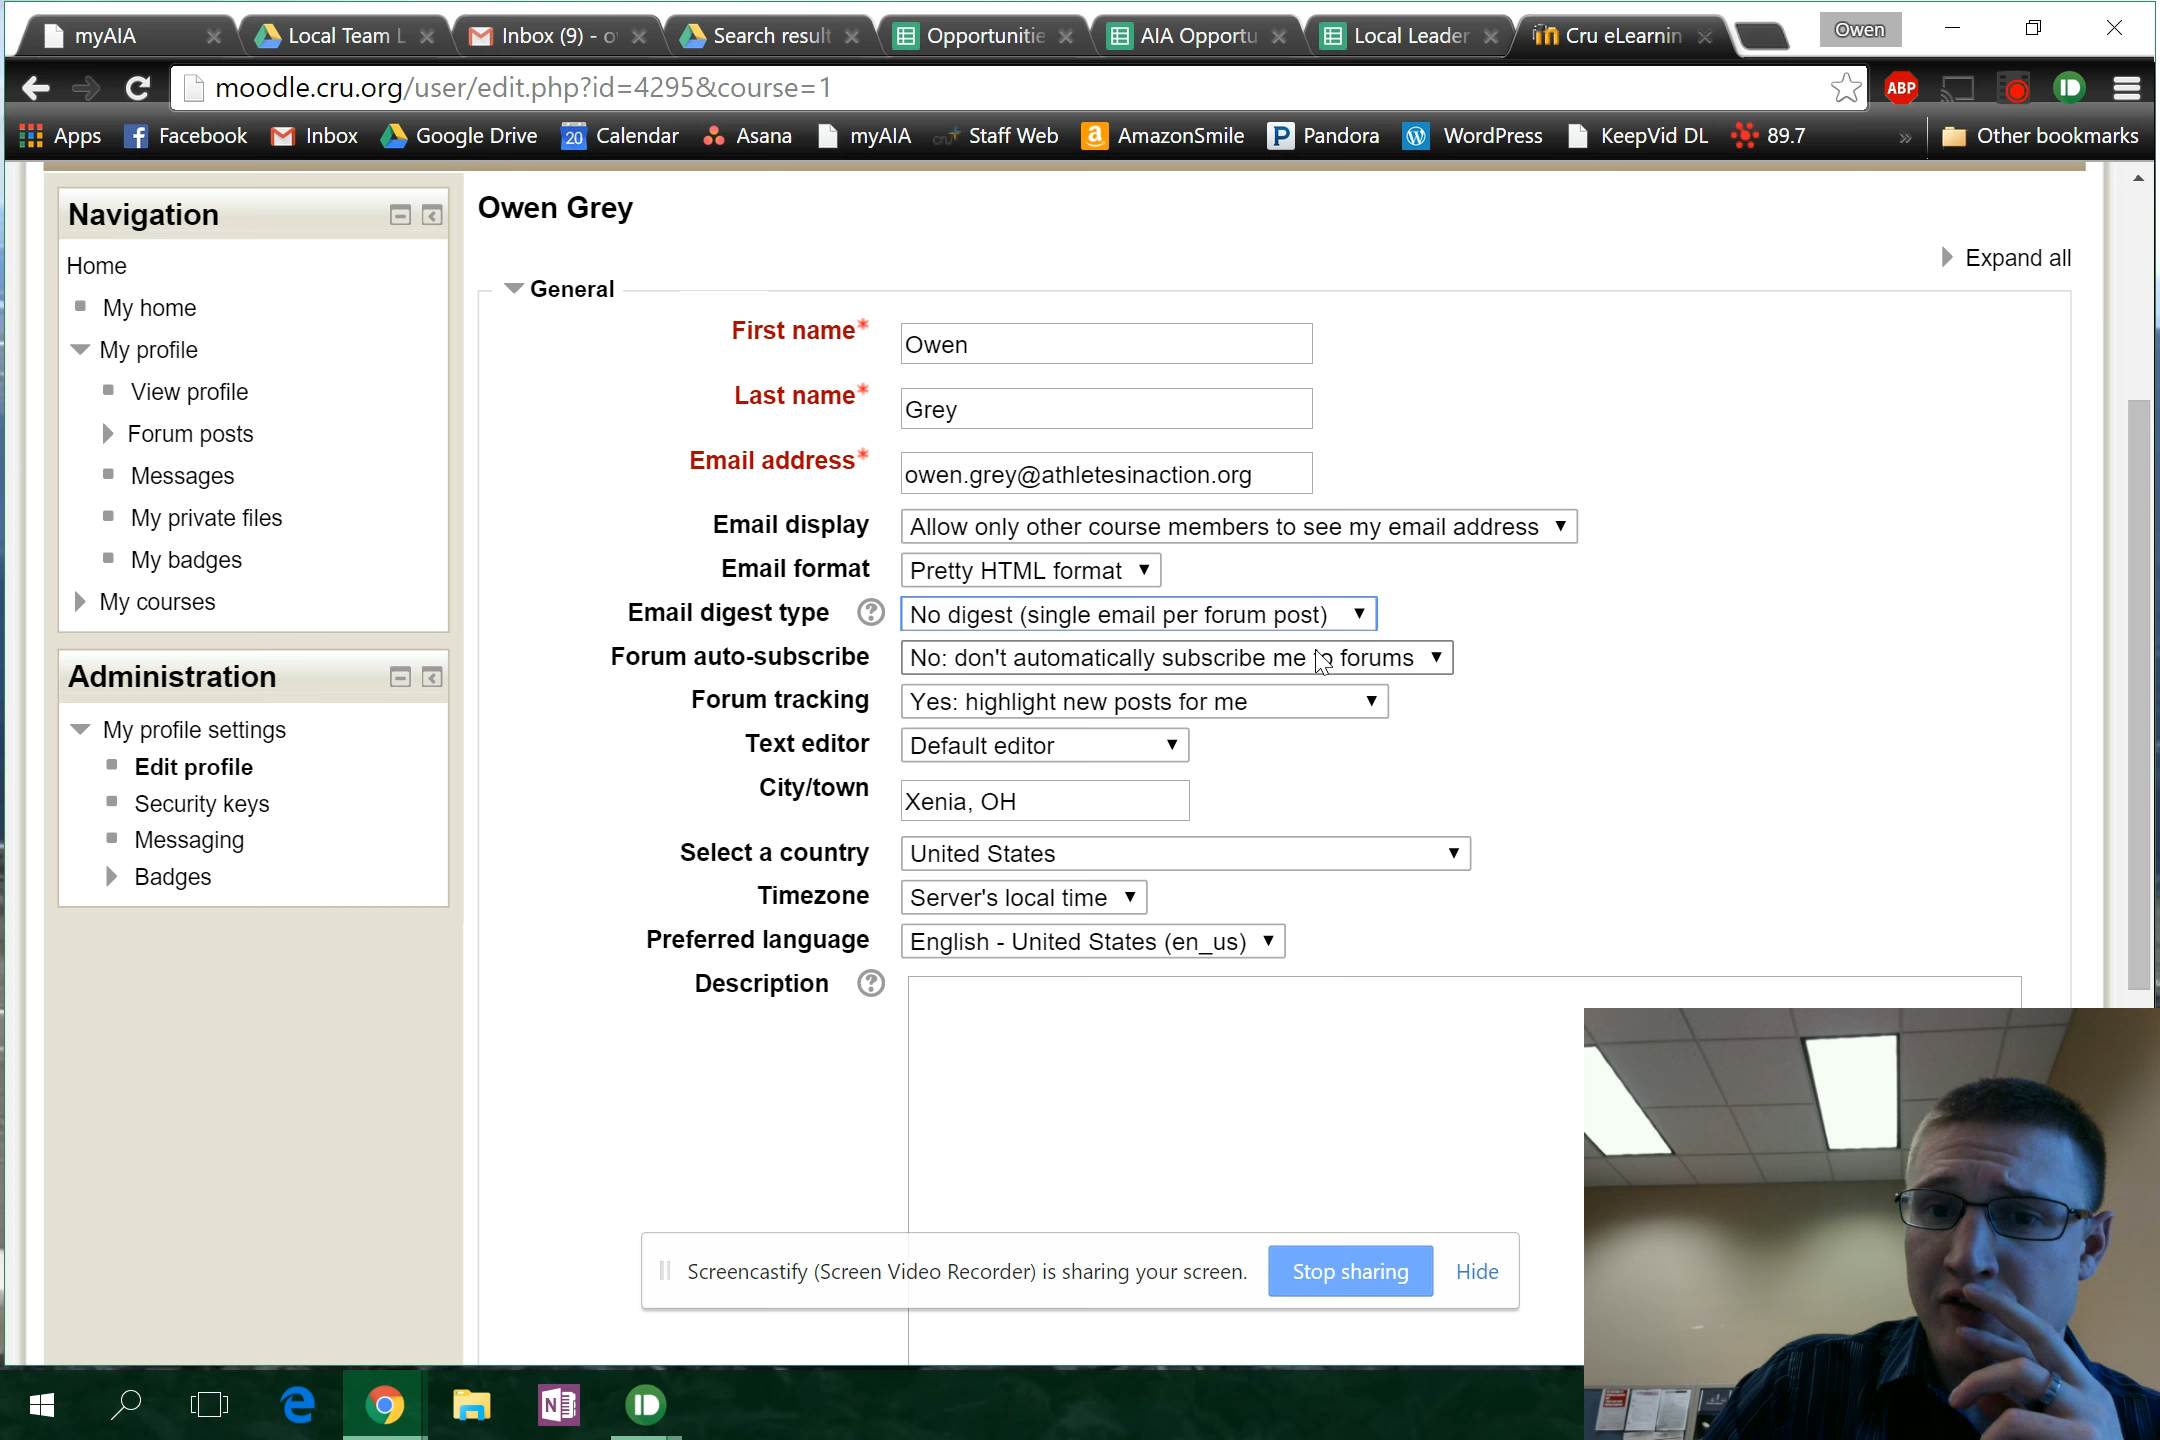 myAIA
Local Team L
Inbox (9) - o
Search result
Opportunitie
AIA Opportu
Local Leader
Cru eLearnin
Owen
moodle.cru.org/user/edit.php?id=4295&course=1
ABP
Apps
Facebook
Inbox
Google Drive
20
Calendar
Asana
myAIA
cru
Staff Web
a
AmazonSmile
P
Pandora
WordPress
KeepVid DL
89.7
»
Other bookmarks
Navigation
Home
My home
My profile
View profile
Forum posts
Messages
My private files
My badges
My courses
Administration
My profile settings
Edit profile
Security keys
Messaging
Badges
Owen Grey
Expand all
General
First name*
Owen
Last name*
Grey
Email address*
owen.grey@athletesinaction.org
Email display
Allow only other course members to see my email address
Email format
Pretty HTML format
Email digest type ?
No digest (single email per forum post)
Forum auto-subscribe
No: don't automatically subscribe me to forums
Forum tracking
Yes: highlight new posts for me
Text editor
Default editor
City/town
Xenia, OH
Select a country
United States
Timezone
Server's local time
Preferred language
English - United States (en_us)
Description ?
Screencastify (Screen Video Recorder) is sharing your screen.
Stop sharing
Hide